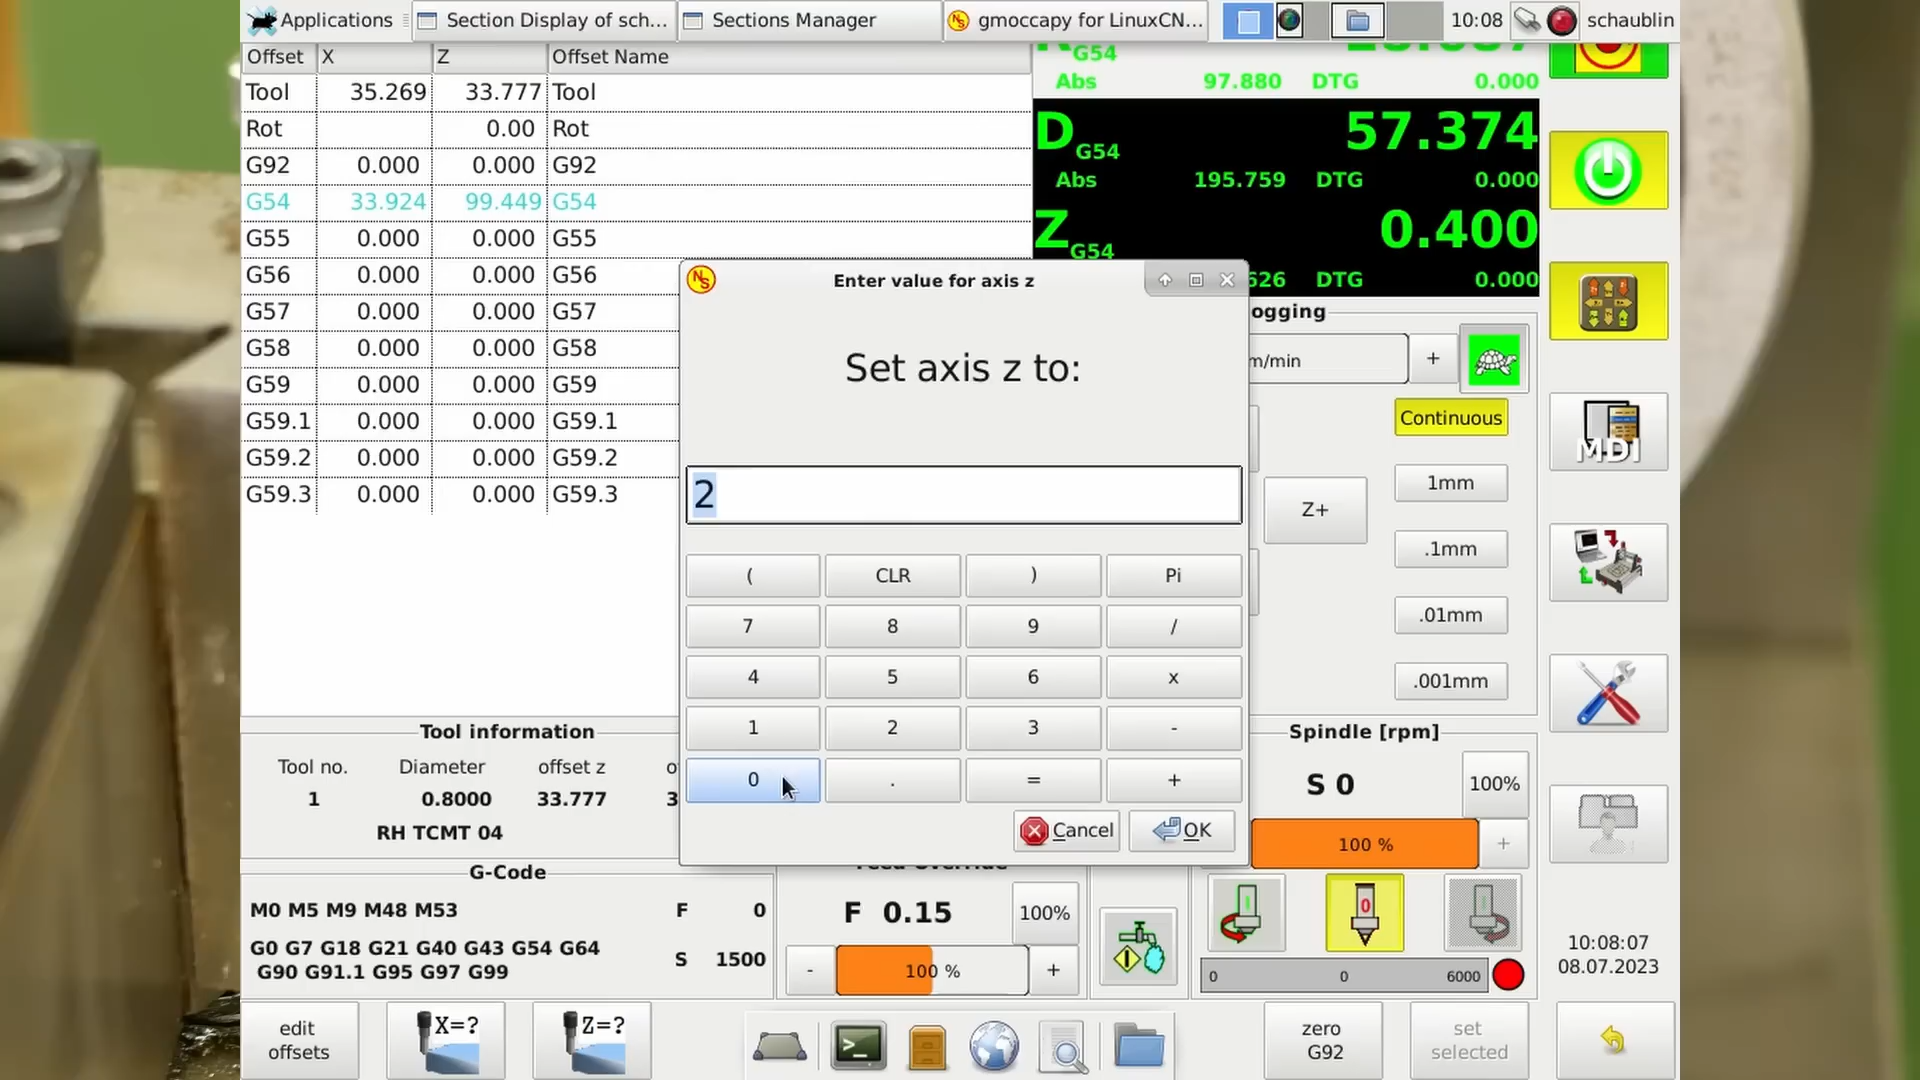 Applications
Section Display of sch...
Sections Manager
gmoccapy for LinuxCN...
10:08
schaublin
Offset X Z Offset Name
Tool 35.269 33.777 Tool
Rot 0.00 Rot
G92 0.000 0.000 G92
G54 33.924 99.449 G54
G55 0.000 0.000 G55
G56 0.000 0.000 G56
G57 0.000 0.000 G57
G58 0.000 0.000 G58
G59 0.000 0.000 G59
G59.1 0.000 0.000 G59.1
G59.2 0.000 0.000 G59.2
G59.3 0.000 0.000 G59.3
G54
Abs 97.880 DTG 0.000
D G54 57.374
Abs 195.759 DTG 0.000
Z G54 0.400
626 DTG 0.000
Enter value for axis z
Set axis z to:
2
( CLR ) Pi
7 8 9 /
4 5 6 x
1 2 3 -
0 . = +
Cancel OK
ogging
m/min +
Continuous
1mm
Z+
.1mm
.01mm
.001mm
MDI
Tool information
Tool no. Diameter offset z
1 0.8000 33.777
RH TCMT 04
Spindle [rpm]
S 0 100%
100 % +
0 0 6000
G-Code
M0 M5 M9 M48 M53
G0 G7 G18 G21 G40 G43 G54 G64
G90 G91.1 G95 G97 G99
F 0
S 1500
F 0.15 100%
- 100 % +
10:08:07
08.07.2023
edit
offsets
X=?
Z=?
zero
G92
set
selected